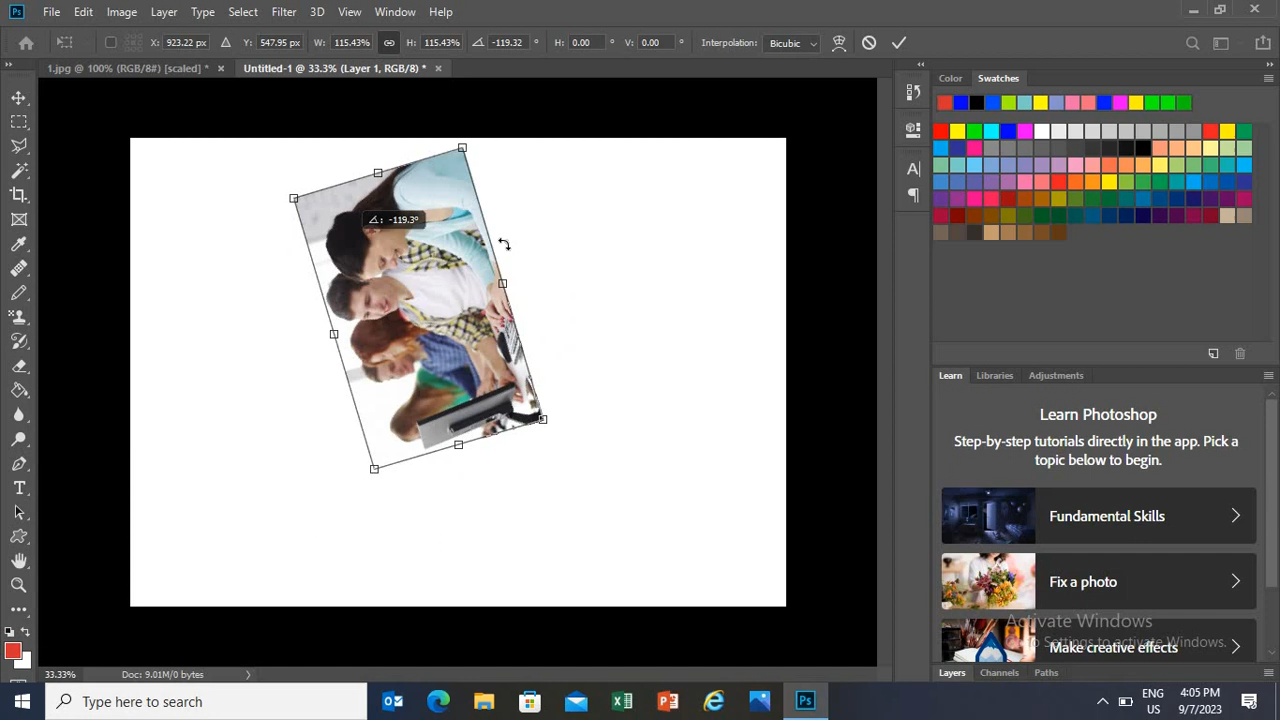 Ps File Edit Image Layer Type Select Filter 3D View Window Help
X: 923.22 px Y: 547.95 px W: 115.43% H: 115.43% -119.32 ° H: 0.00 ° V: 0.00 ° Interpolation: Bicubic
1.jpg @ 100% (RGB/8#) [scaled] * × Untitled-1 @ 33.3% (Layer 1, RGB/8) * ×
Color Swatches
: -119.3°
Learn Libraries Adjustments
Learn Photoshop
Step-by-step tutorials directly in the app. Pick a
topic below to begin.
Fundamental Skills
Fix a photo
Activate Windows
Go to Settings to activate Windows.
Make creative effects
33.33% Doc: 9.01M/0 bytes
Layers Channels Paths
Type here to search
Ps
ENG
US
4:05 PM
9/7/2023